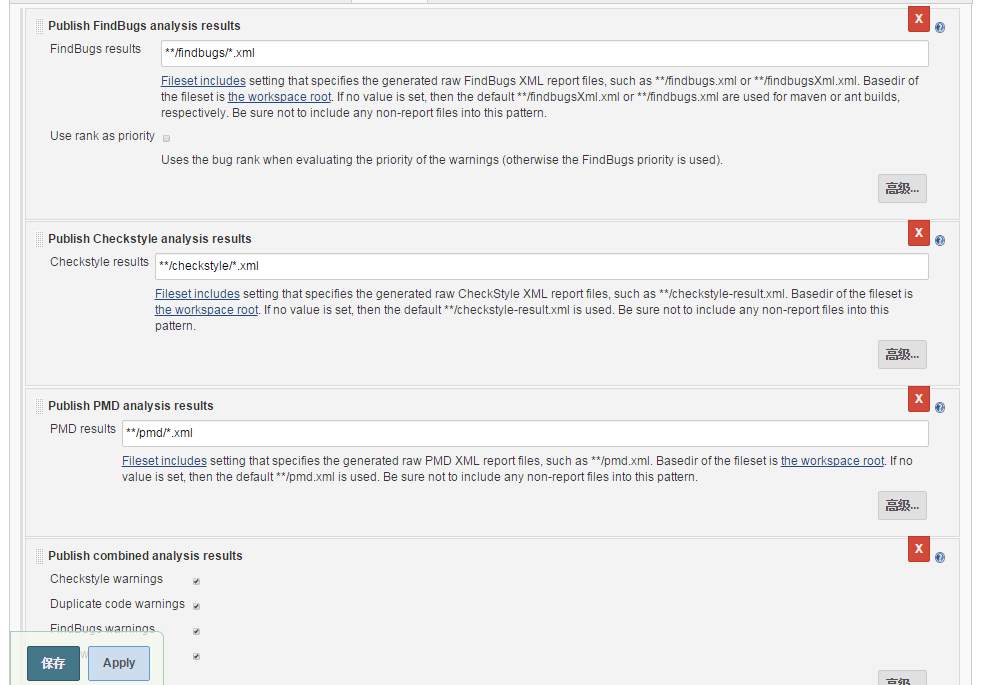 Publish FindBugs analysis results
X
FindBugs results
**/findbugs/*.xml
Fileset includes setting that specifies the generated raw FindBugs XML report files, such as **/findbugs.xml or **/findbugsXml.xml. Basedir of
the fileset is the workspace root. If no value is set, then the default **/findbugsXml.xml or **/findbugs.xml are used for maven or ant builds,
respectively. Be sure not to include any non-report files into this pattern.
Use rank as priority
Uses the bug rank when evaluating the priority of the warnings (otherwise the FindBugs priority is used).
高级...
Publish Checkstyle analysis results
X
Checkstyle results
**/checkstyle/*.xml
Fileset includes setting that specifies the generated raw CheckStyle XML report files, such as **/checkstyle-result.xml. Basedir of the fileset is
the workspace root. If no value is set, then the default **/checkstyle-result.xml is used. Be sure not to include any non-report files into this
pattern.
高级...
Publish PMD analysis results
X
PMD results
**/pmd/*.xml
Fileset includes setting that specifies the generated raw PMD XML report files, such as **/pmd.xml. Basedir of the fileset is the workspace root. If no
value is set, then the default **/pmd.xml is used. Be sure not to include any non-report files into this pattern.
高级...
Publish combined analysis results
X
Checkstyle warnings
Duplicate code warnings
FindBugs warnings
保存
Apply
高级...